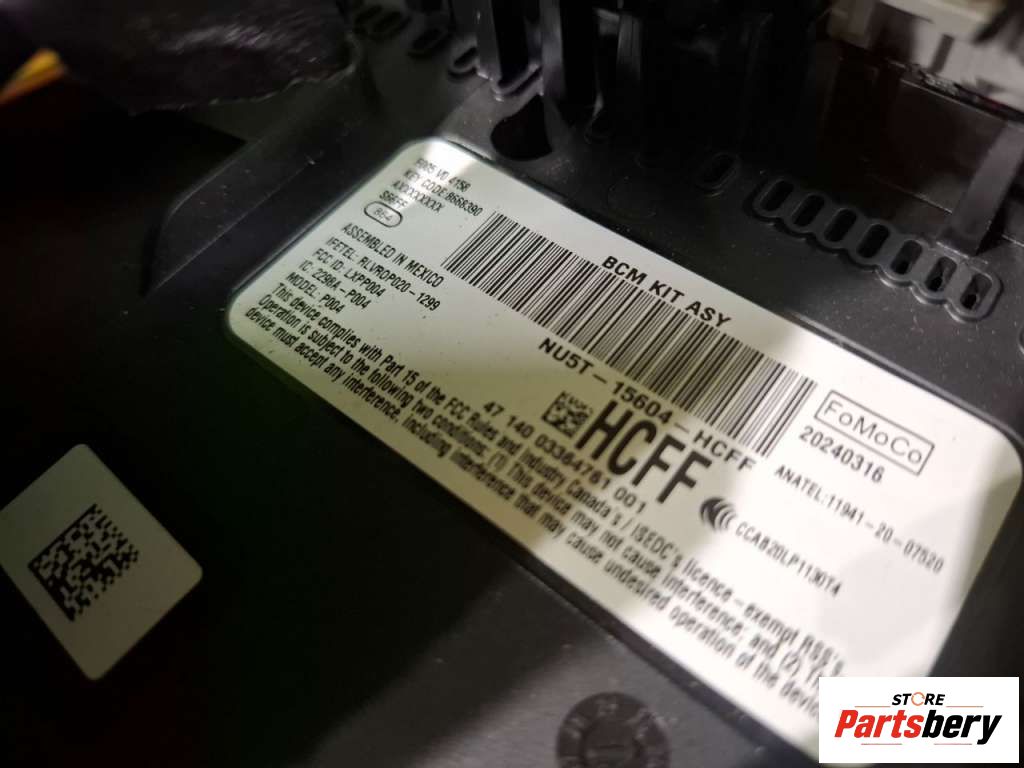 KEY CODE:B568390
4XXXXXXXX
ASSEMBLED IN MEXICO
IFETEL: RLVROP020-1299
FCC ID: LXPP004
IC: 2298A-P004
MODEL: P004
This device complies with Part 15 of the FCC Rules and Industry Canada's / ISEDC's licence-exempt RSS's.
Operation is subject to the following two conditions: (1) This device may not cause interference, and (2)
device must accept any interference, including interference that may cause undesired operation of the device
BCM KIT ASY
NU5T-15604-HCFF
47 140 03364761 001
HCFF
FoMoCo
20240316
ANATEL:11941-20-07520
CCAB20LP1130T4
STORE
Partsbery